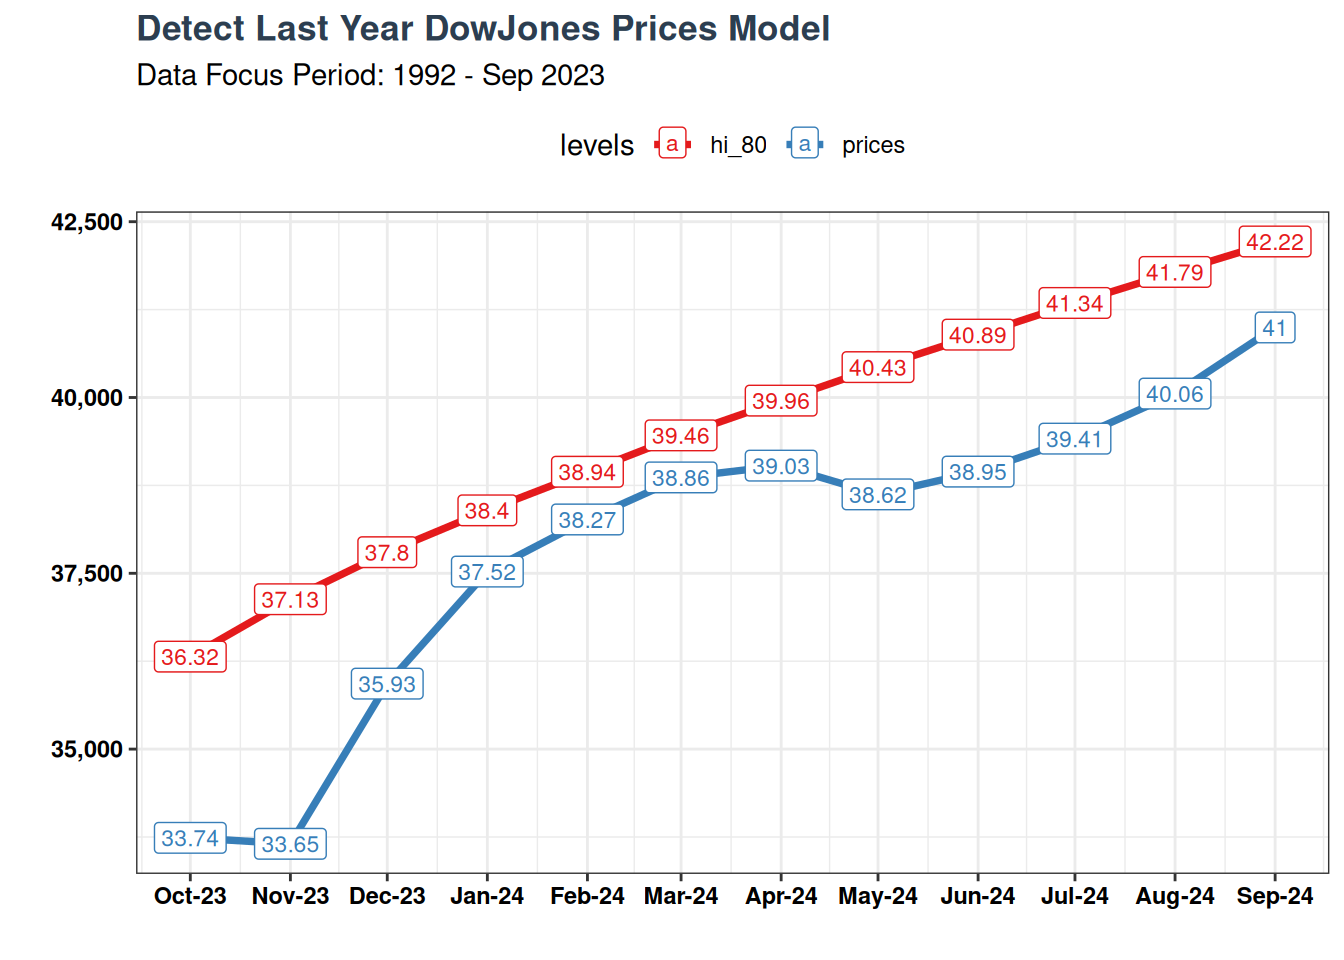 Detect Last Year DowJones Prices Model
Data Focus Period: 1992 - Sep 2023
levels a hi_80 a prices
42,500
40,000
37,500
35,000
36.32 37.13 37.8 38.4 38.94 39.46 39.96 40.43 40.89 41.34 41.79 42.22
33.74 33.65 35.93 37.52 38.27 38.86 39.03 38.62 38.95 39.41 40.06 41
Oct-23 Nov-23 Dec-23 Jan-24 Feb-24 Mar-24 Apr-24 May-24 Jun-24 Jul-24 Aug-24 Sep-24